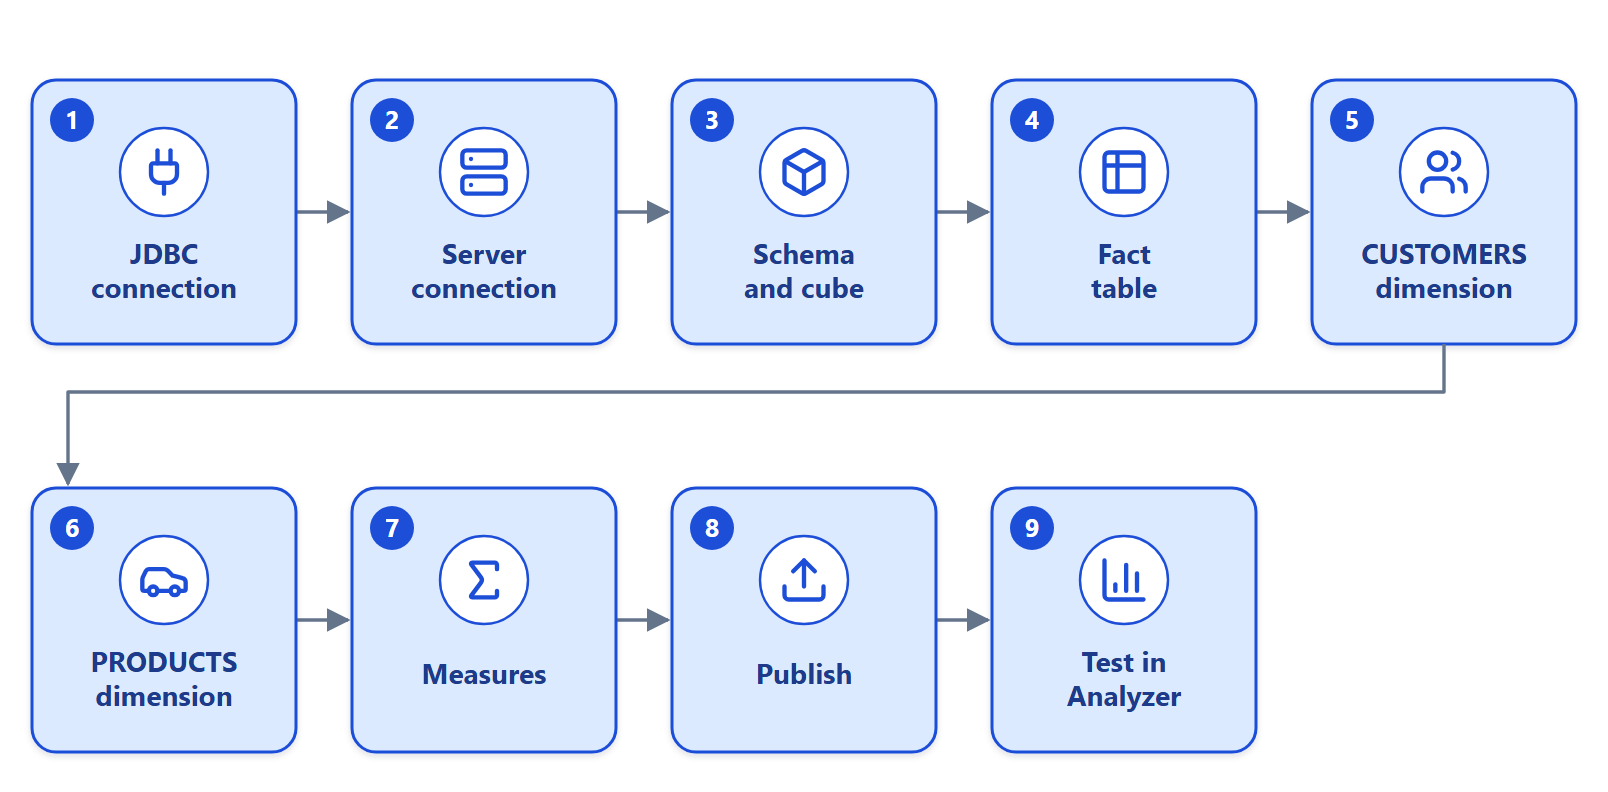 1
JDBC
connection
2
Server
connection
3
Schema
and cube
4
Fact
table
5
CUSTOMERS
dimension
6
PRODUCTS
dimension
7
Measures
8
Publish
9
Test in
Analyzer